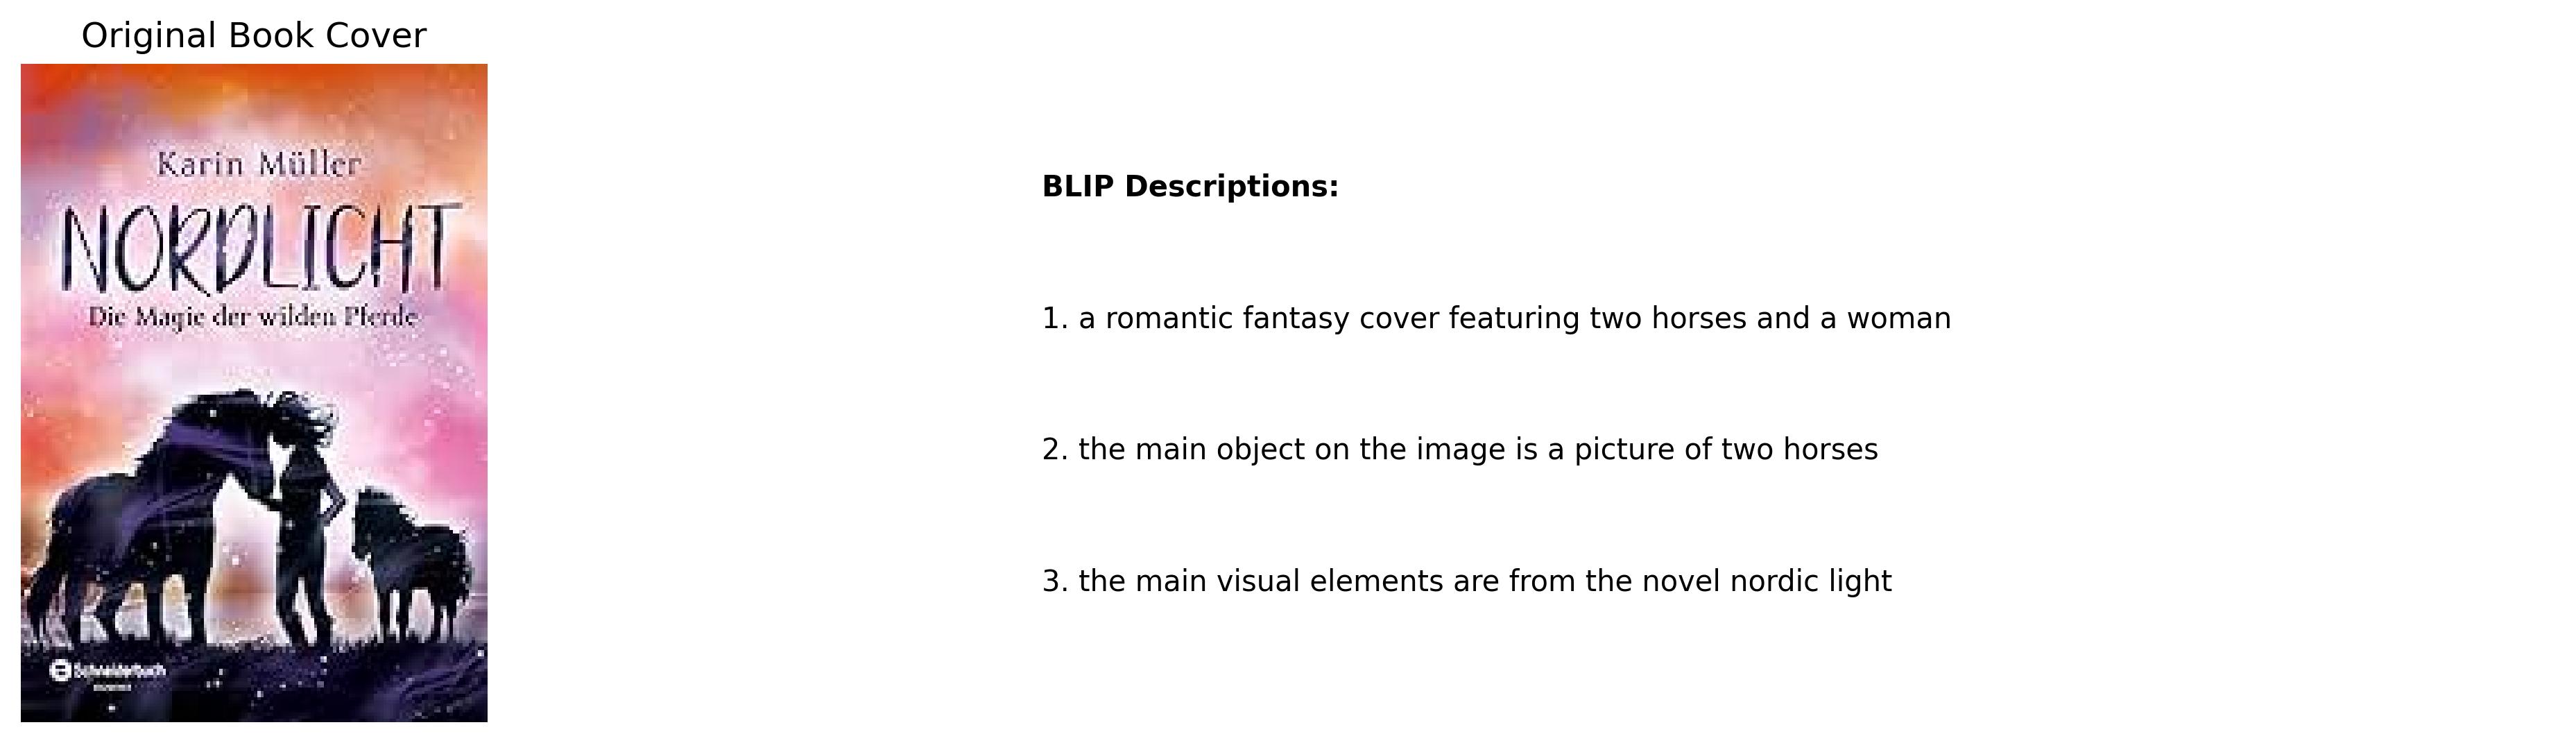 Original Book Cover
Karin Müller
NORDLICHT
Die Magie der wilden Pferde
Schneiderbuch
BLIP Descriptions:
1. a romantic fantasy cover featuring two horses and a woman
2. the main object on the image is a picture of two horses
3. the main visual elements are from the novel nordic light